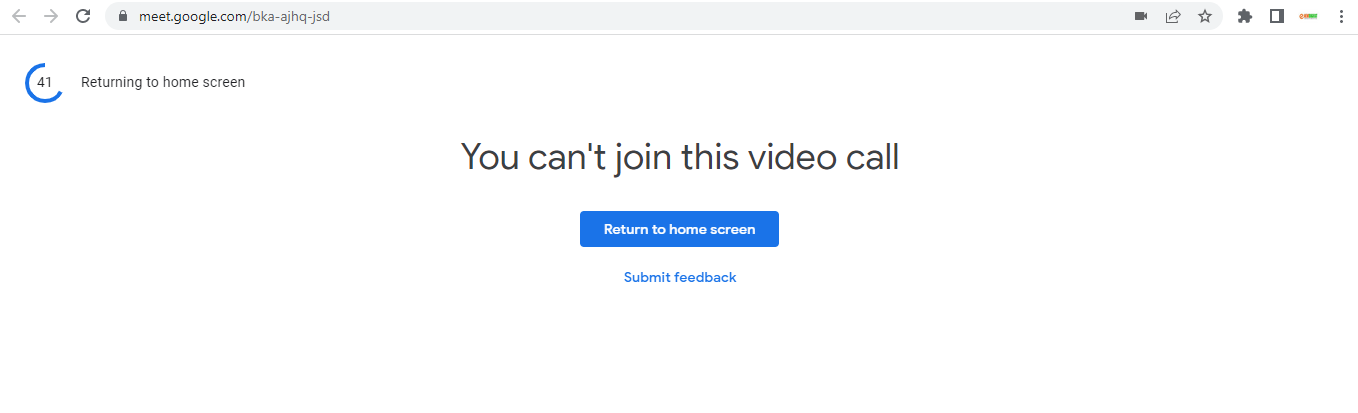 meet.google.com/bka-ajhq-jsd
41 Returning to home screen
You can't join this video call
Return to home screen
Submit feedback